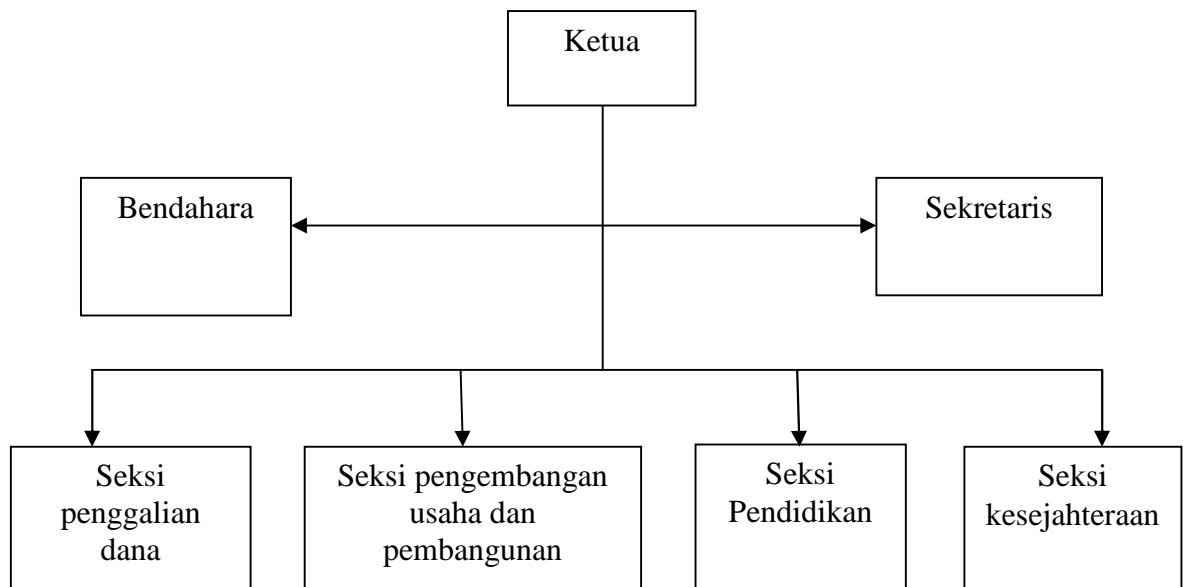 Ketua
Bendahara
Sekretaris
Seksi
penggalian
dana
Seksi pengembangan
usaha dan
pembangunan
Seksi
Pendidikan
Seksi
kesejahteraan